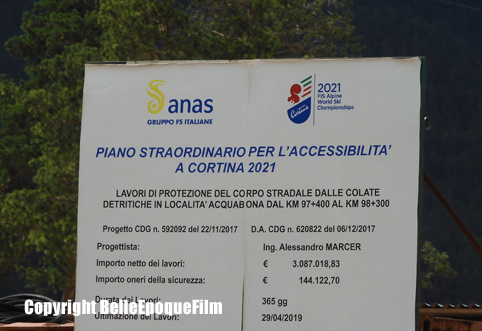 anas
GRUPPO FS ITALIANE
Cortina
2021
FIS Alpine
World Ski
Championships
PIANO STRAORDINARIO PER L'ACCESSIBILITA'
A CORTINA 2021
LAVORI DI PROTEZIONE DEL CORPO STRADALE DALLE COLATE
DETRITICHE IN LOCALITA' ACQUABONA DAL KM 97+400 AL KM 98+300
Progetto CDG n. 592092 del 22/11/2017 D.A. CDG n. 620822 del 06/12/2017
Progettista: Ing. Alessandro MARCER
Importo netto dei lavori: € 3.087.018,83
Importo oneri della sicurezza: € 144.122,70
Durata dei Lavori: 365 gg
Copyright BelleEpoqueFilm
Ultimazione dei Lavori: 29/04/2019